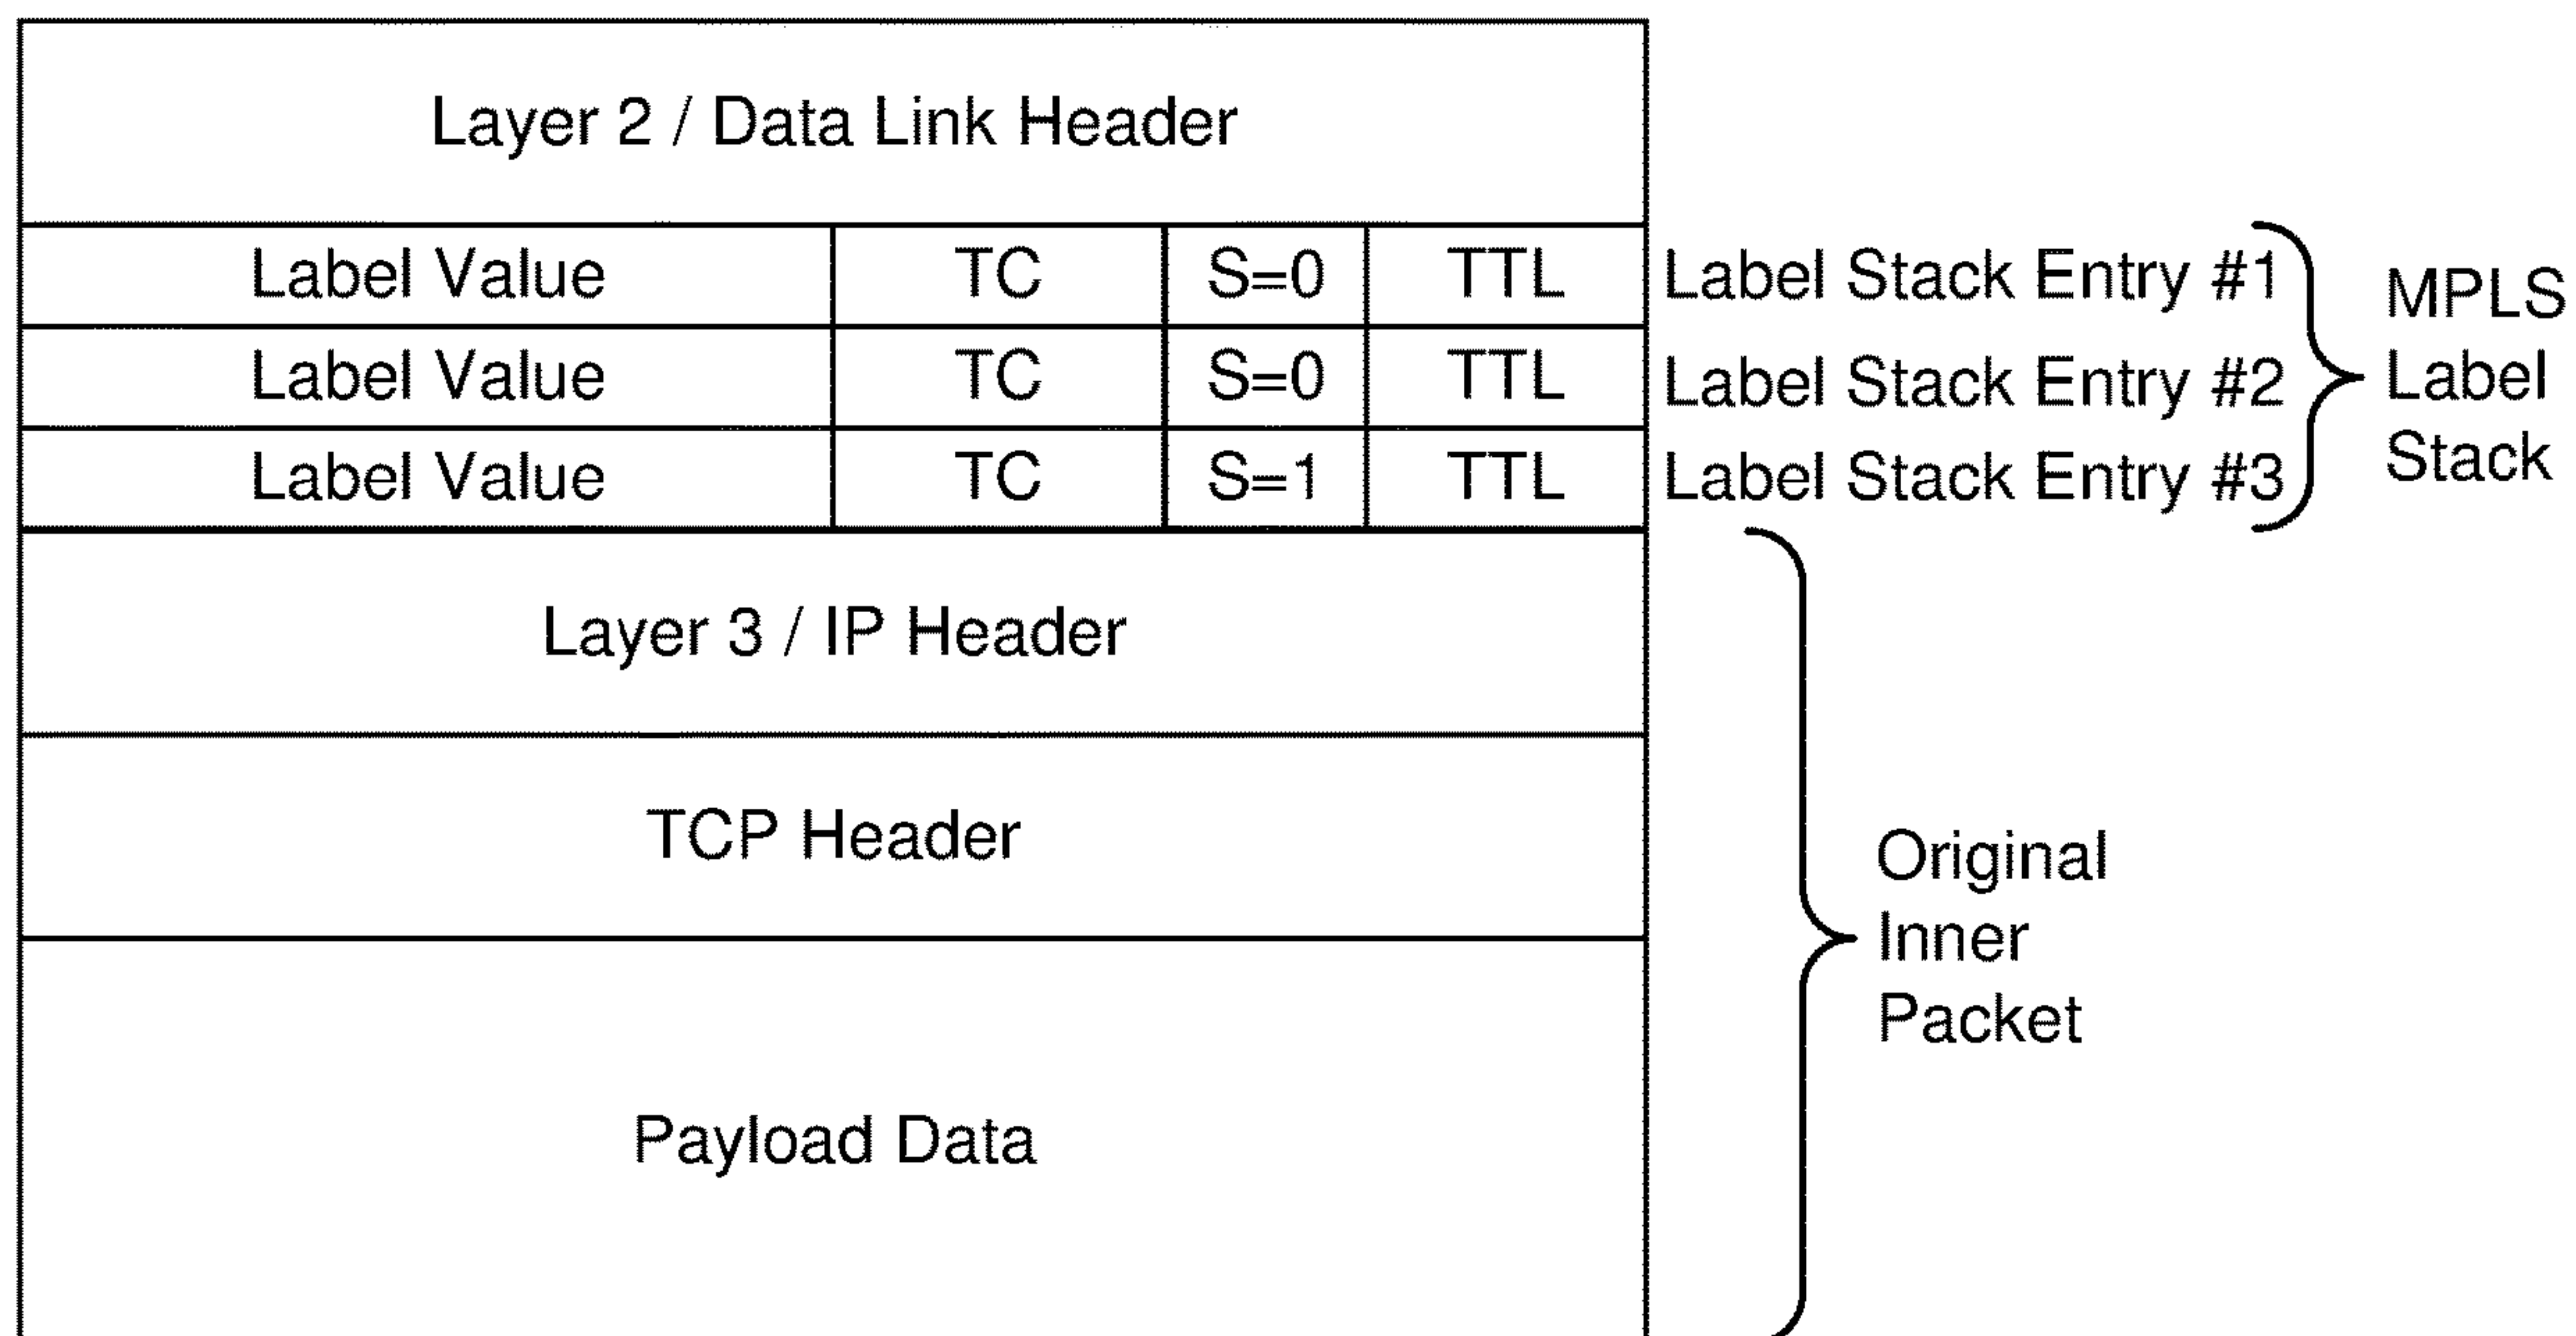 Layer 2 / Data Link Header
Label Value TC S=0 TTL Label Stack Entry #1
Label Value TC S=0 TTL Label Stack Entry #2
Label Value TC S=1 TTL Label Stack Entry #3
MPLS
Label
Stack
Layer 3 / IP Header
TCP Header
Payload Data
Original
Inner
Packet